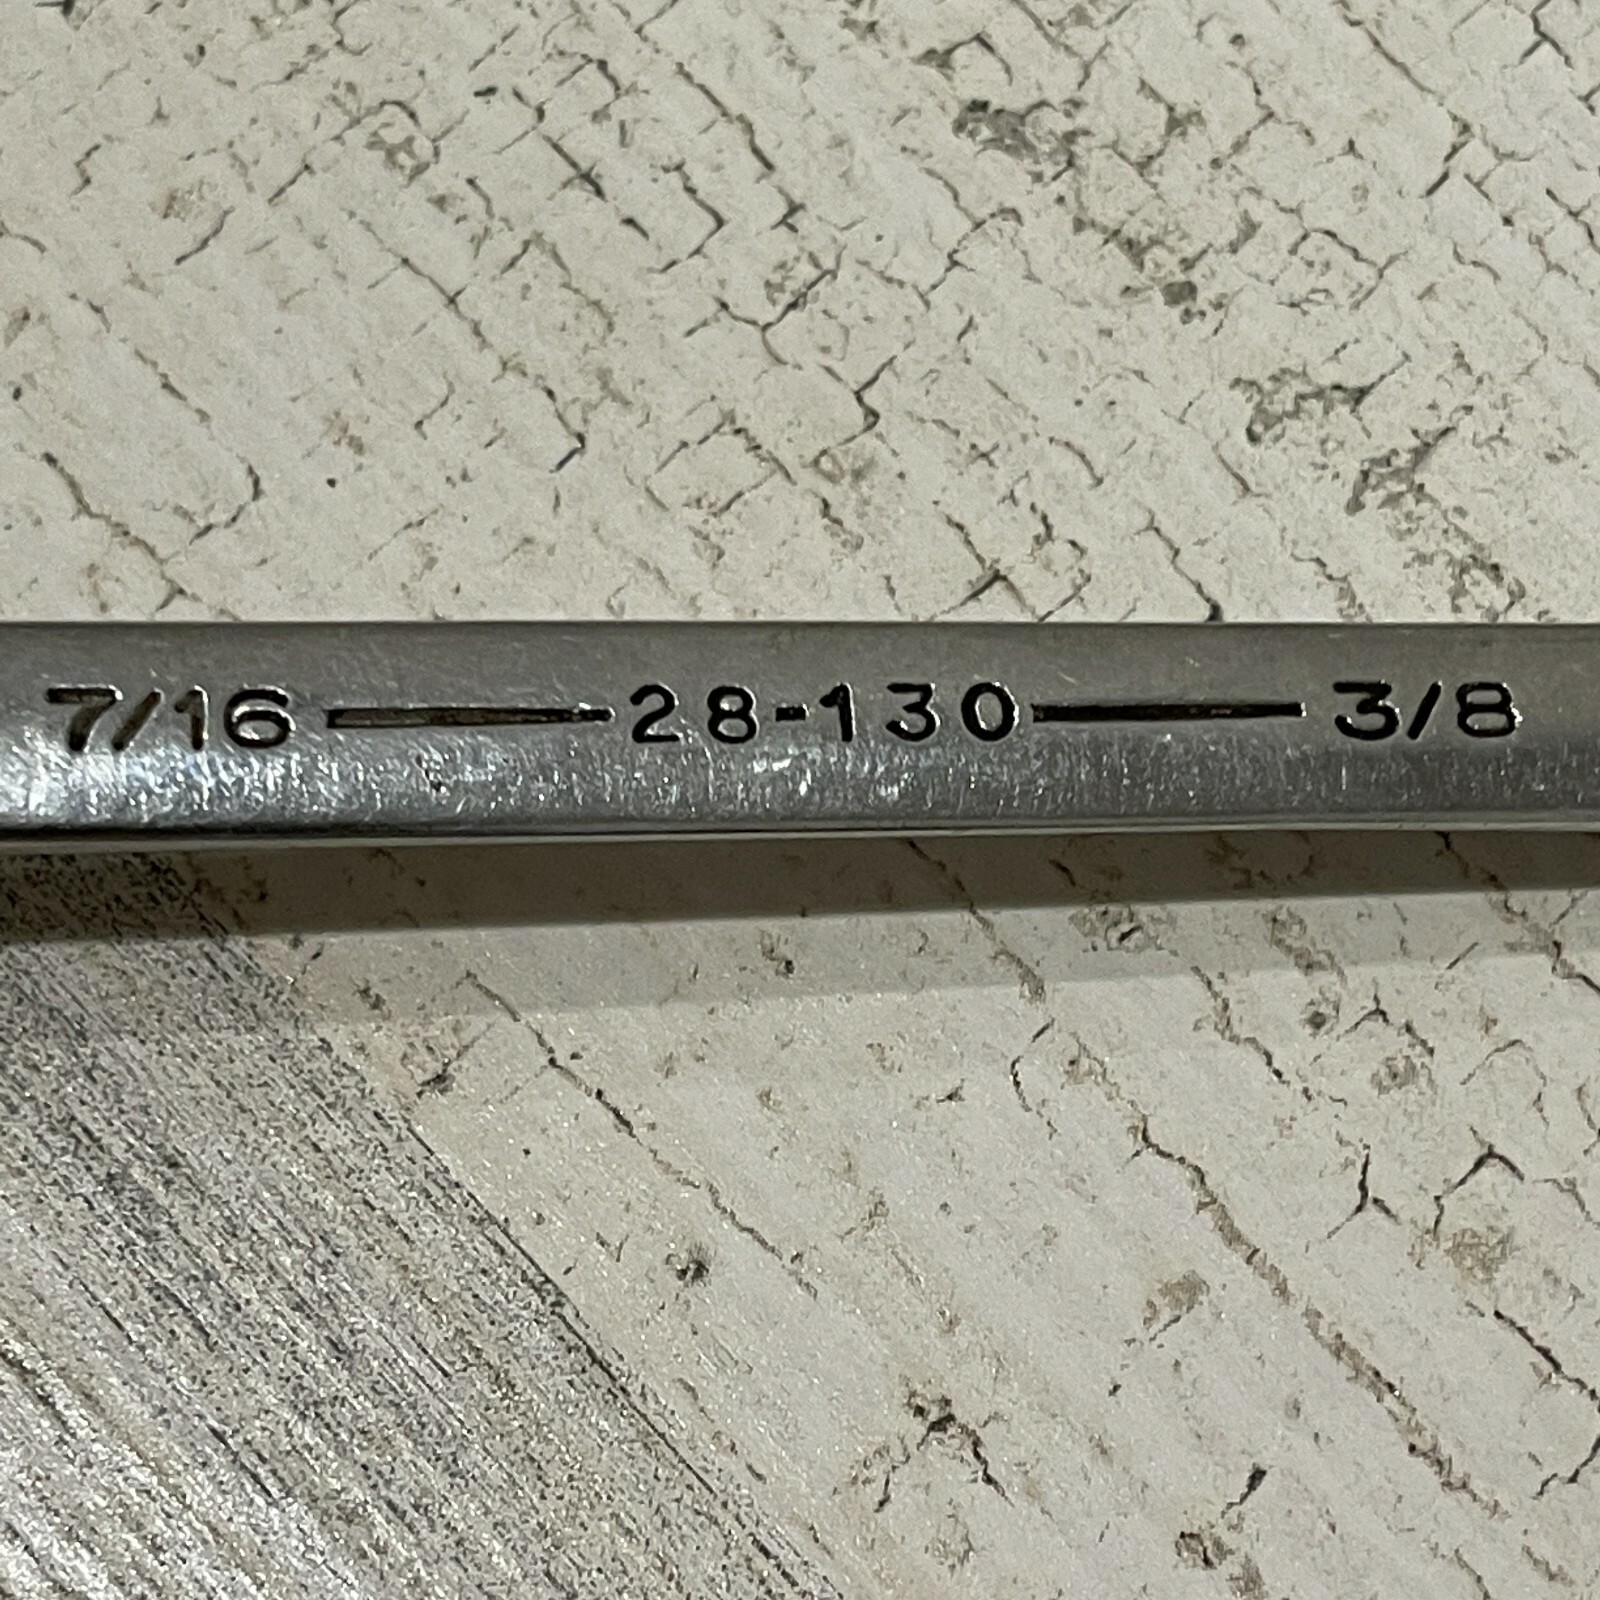 7/16 — 28-130 — 3/8